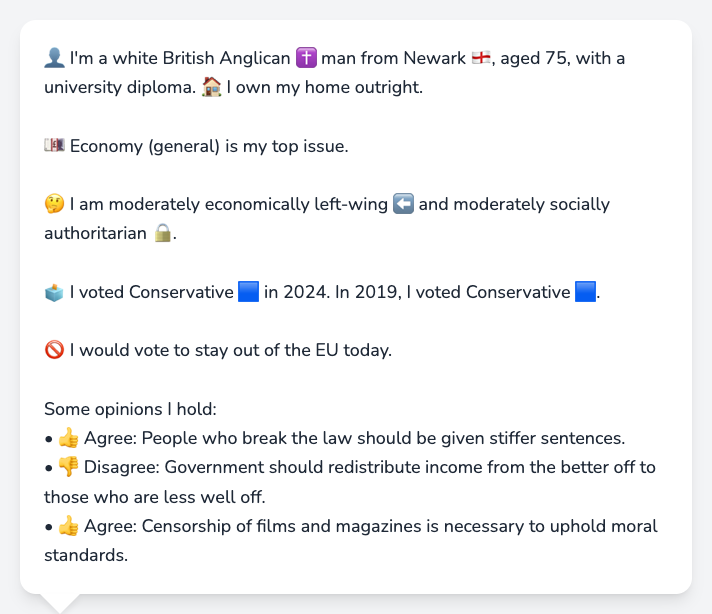 👤 I'm a white British Anglican ✝️ man from Newark 🏴󠁧󠁢󠁥󠁮󠁧󠁿, aged 75, with a
university diploma. 🏠 I own my home outright.
💷 Economy (general) is my top issue.
🤔 I am moderately economically left-wing ⬅️ and moderately socially
authoritarian 🔒.
🗳️ I voted Conservative 🟦 in 2024. In 2019, I voted Conservative 🟦.
🚫 I would vote to stay out of the EU today.
Some opinions I hold:
• 👍 Agree: People who break the law should be given stiffer sentences.
• 👎 Disagree: Government should redistribute income from the better off to
those who are less well off.
• 👍 Agree: Censorship of films and magazines is necessary to uphold moral
standards.